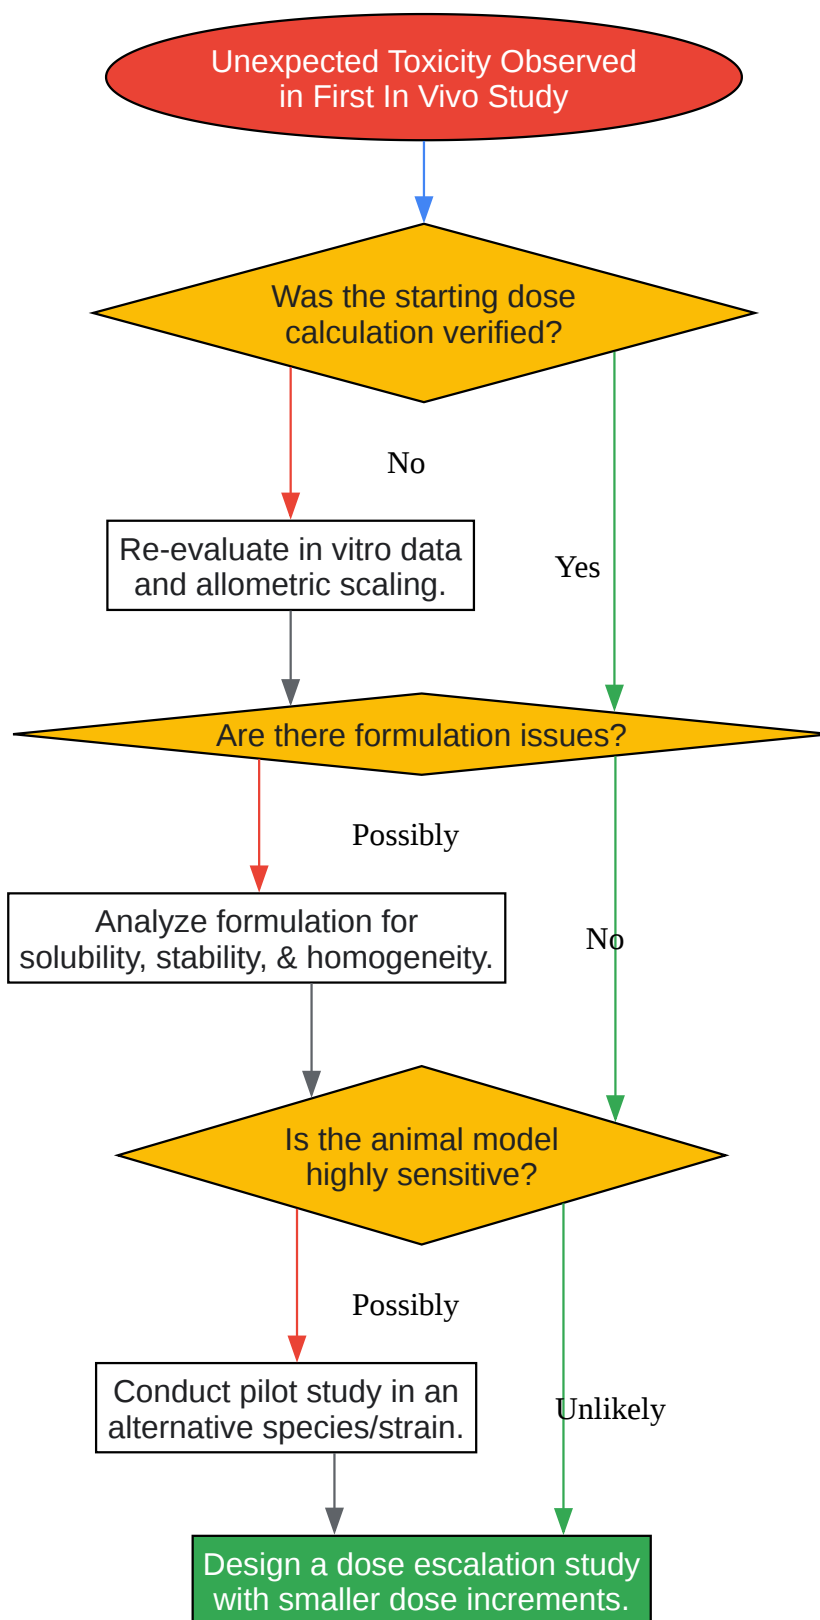 Unexpected Toxicity Observed
in First In Vivo Study
Was the starting dose
calculation verified?
No
Re-evaluate in vitro data
and allometric scaling.
Yes
Are there formulation issues?
Possibly
Analyze formulation for
solubility, stability, & homogeneity.
No
Is the animal model
highly sensitive?
Possibly
Conduct pilot study in an
alternative species/strain.
Unlikely
Design a dose escalation study
with smaller dose increments.